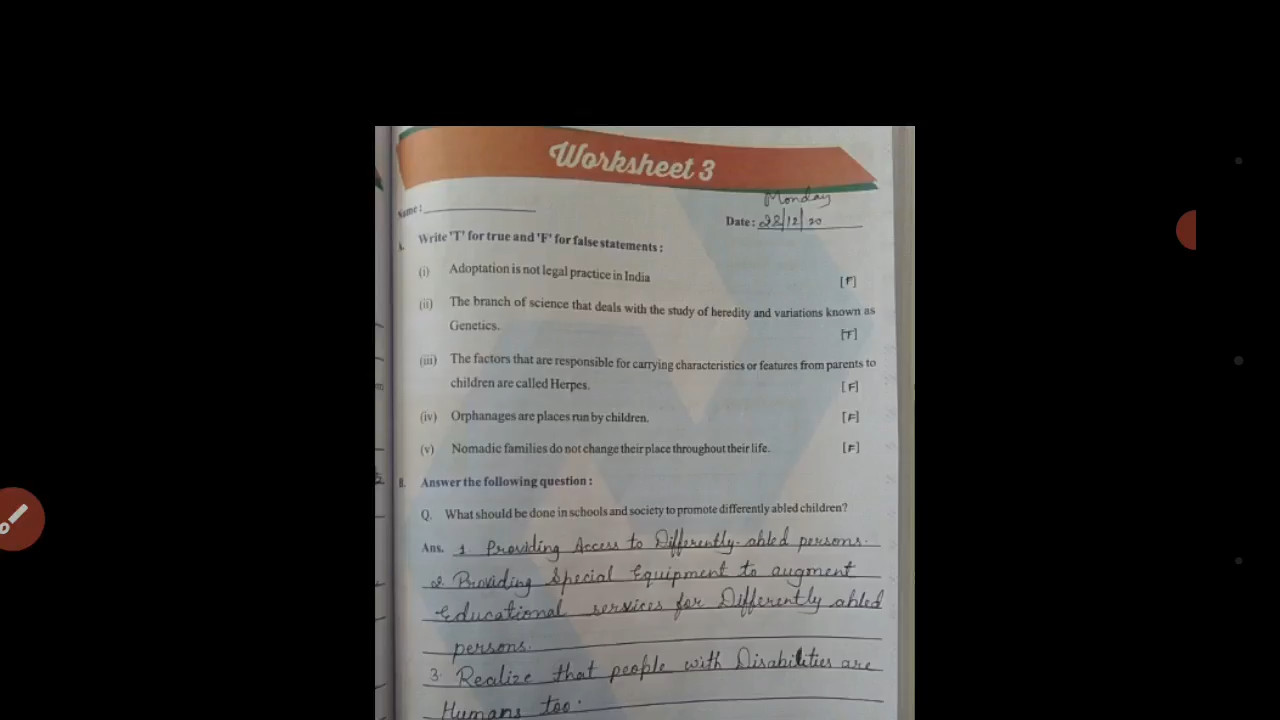 Worksheet 3
Monday
Name:
Date: 28/12/20
Write 'T' for true and 'F' for false statements :
(i) Adoptation is not legal practice in India [F]
(ii) The branch of science that deals with the study of heredity and variations known as
Genetics. [T]
(iii) The factors that are responsible for carrying characteristics or features from parents to
children are called Herpes. [F]
(iv) Orphanages are places run by children. [F]
(v) Nomadic families do not change their place throughout their life. [F]
B. Answer the following question :
Q. What should be done in schools and society to promote differently abled children?
Ans. 1. Providing Access to Differently-abled persons.
2. Providing Special Equipment to augment
Educational services for Differently abled
persons.
3. Realize that people with Disabilities are
Humans too.